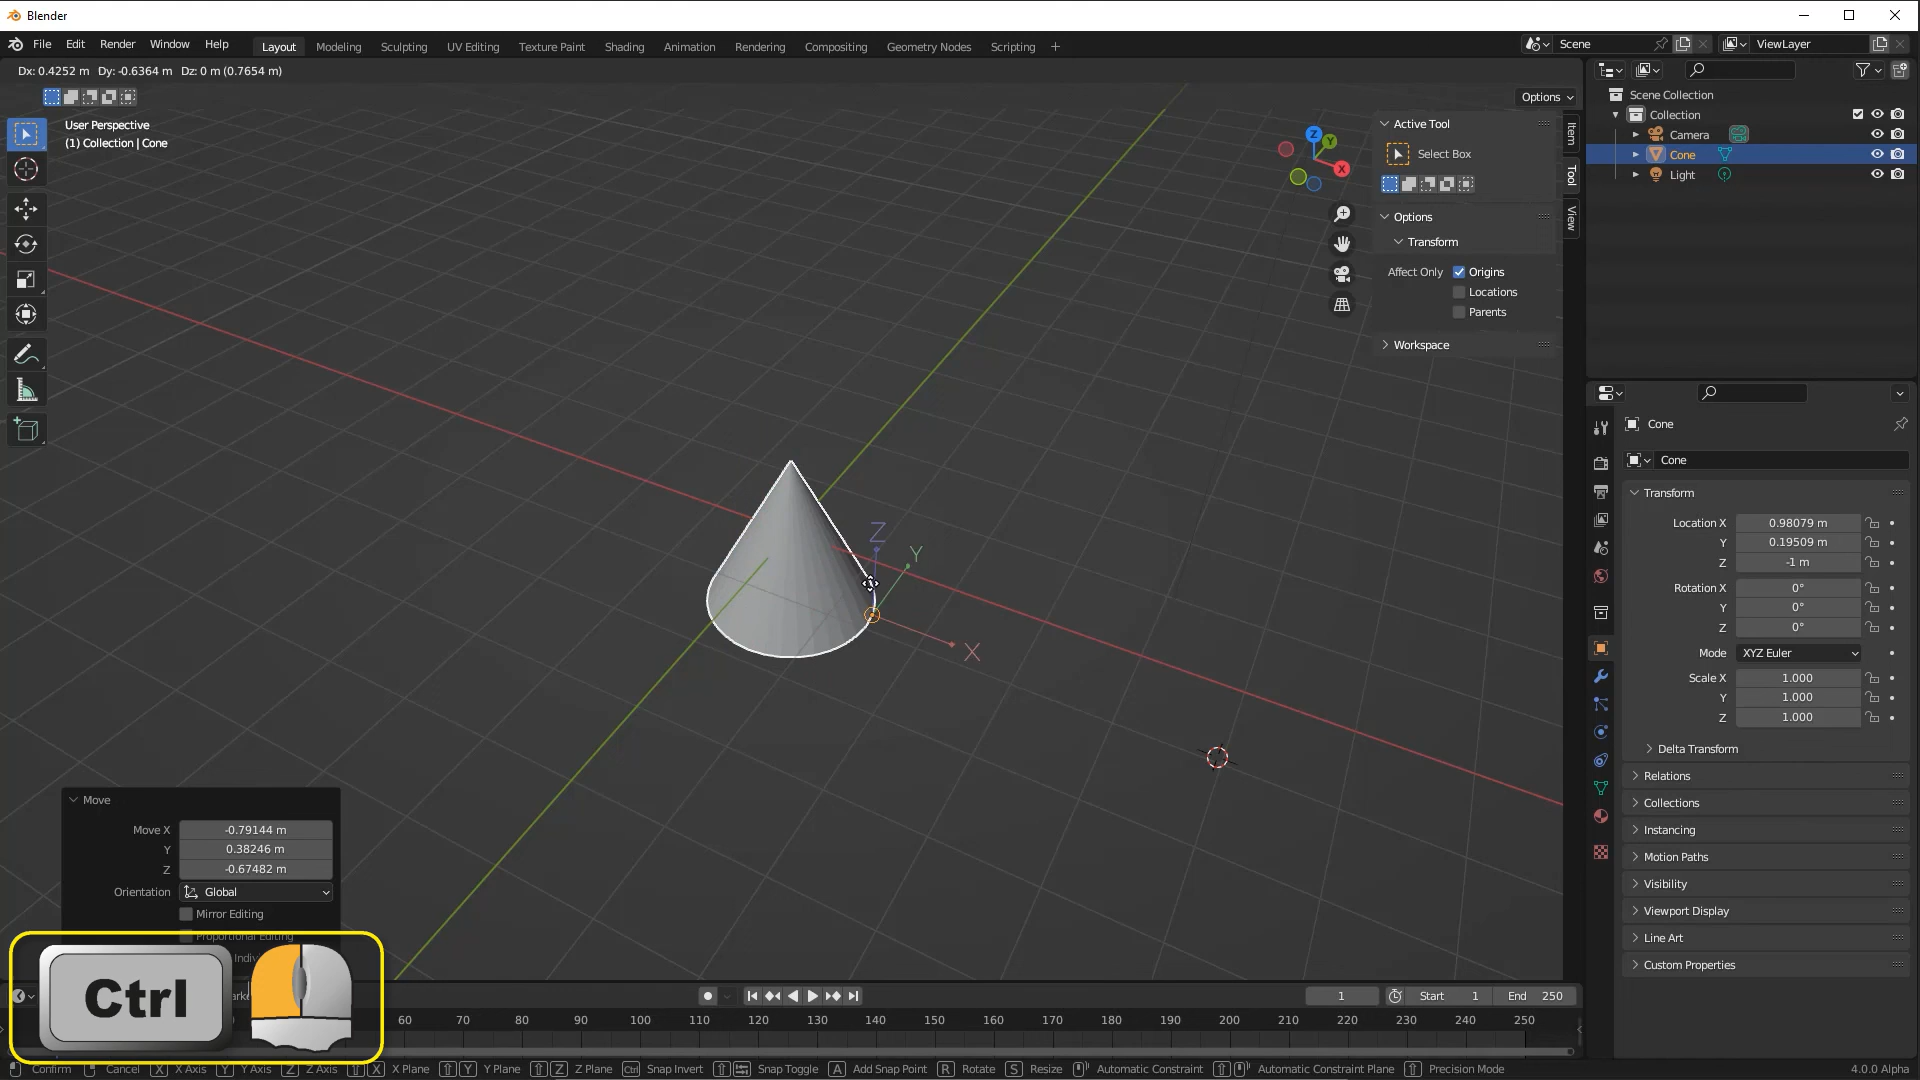 Blender
File Edit Render Window Help Layout Modeling Sculpting UV Editing Texture Paint Shading Animation Rendering Compositing Geometry Nodes Scripting + Scene ViewLayer
Dx: 0.4252 m Dy: -0.6364 m Dz: 0 m (0.7654 m)
Options
User Perspective
(1) Collection | Cone
Z
Y
X
Active Tool
Select Box
Options
Transform
Affect Only Origins
Locations
Parents
Workspace
Item
Tool
View
Z
Y
X
Scene Collection
Collection
Camera
Cone
Light
Cone
Cone
Transform
Location X 0.98079 m
Y 0.19509 m
Z -1 m
Rotation X 0°
Y 0°
Z 0°
Mode XYZ Euler
Scale X 1.000
Y 1.000
Z 1.000
Delta Transform
Relations
Collections
Instancing
Motion Paths
Visibility
Viewport Display
Line Art
Custom Properties
Move
Move X -0.79144 m
Y 0.38246 m
Z -0.67482 m
Orientation Global
Mirror Editing
Proportional Editing
Ctrl
1 Start 1 End 250
60 70 80 90 100 110 120 130 140 150 160 170 180 190 200 210 220 230 240 250
Confirm Cancel X X Axis Y Y Axis Z Z Axis X X Plane Y Y Plane Z Z Plane Ctrl Snap Invert Snap Toggle A Add Snap Point R Rotate S Resize Automatic Constraint Automatic Constraint Plane Precision Mode 4.0.0 Alpha